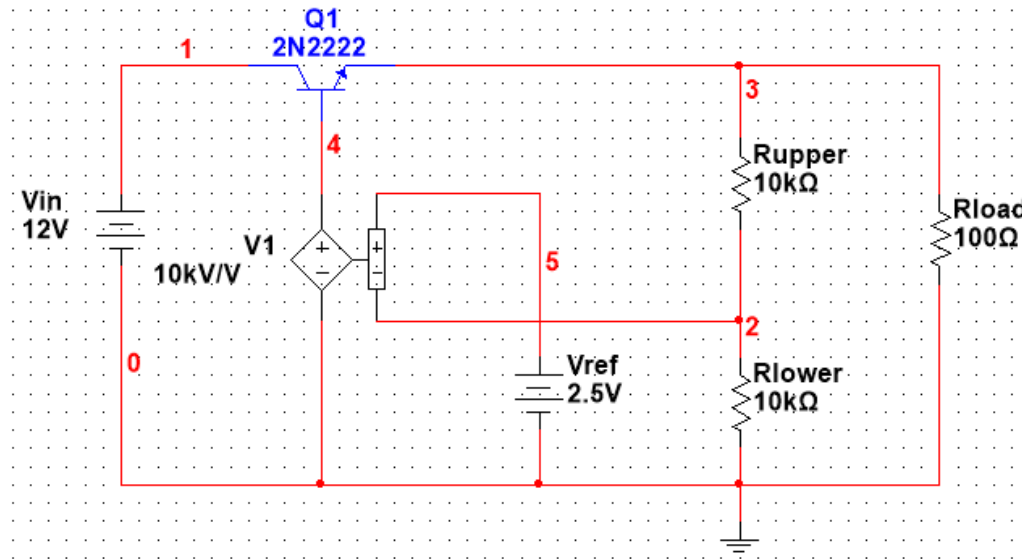 Q1
2N2222
1
3
4
Rupper
10kΩ
Vin
12V
Rload
100Ω
V1
10kV/V
+
−
+
−
5
2
0
Vref
2.5V
Rlower
10kΩ